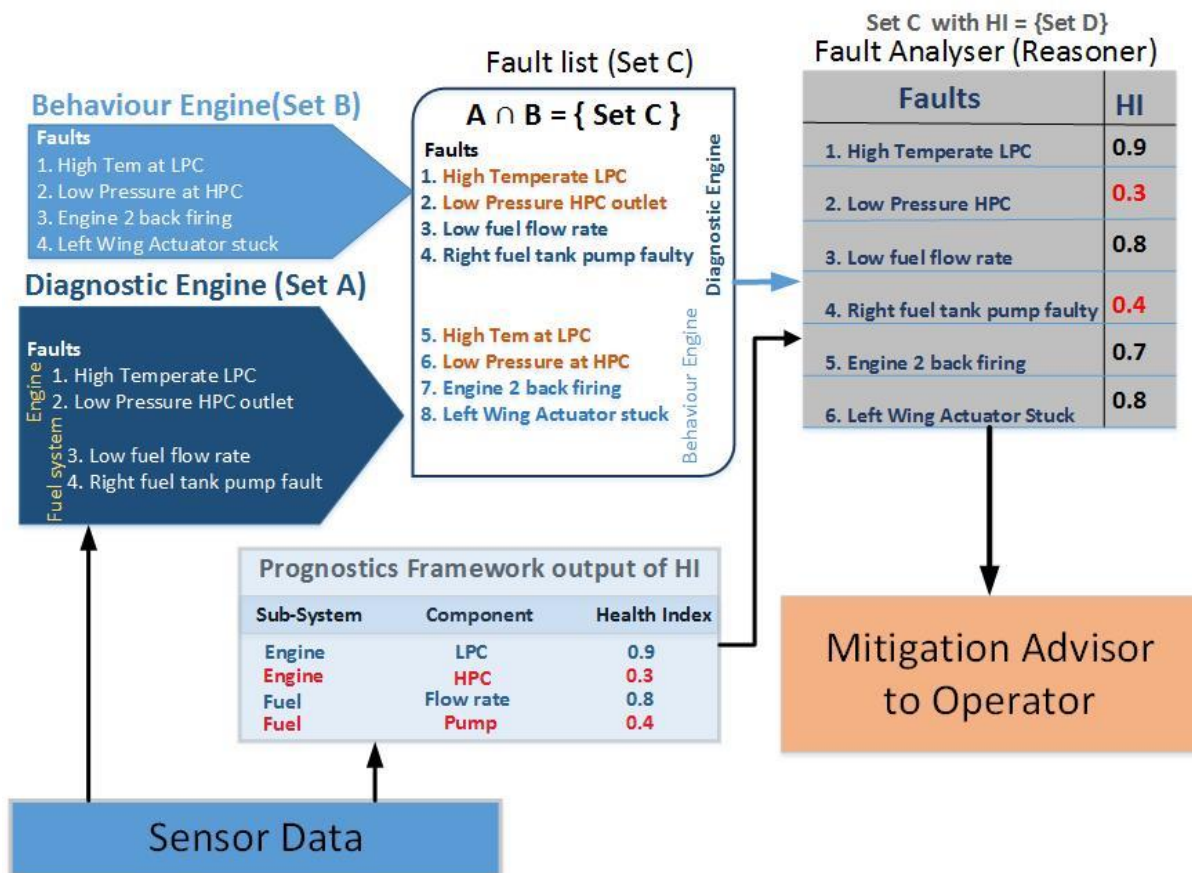 Behaviour Engine(Set B)
Faults
1. High Tem at LPC
2. Low Pressure at HPC
3. Engine 2 back firing
4. Left Wing Actuator stuck
Diagnostic Engine (Set A)
Faults
Engine
1. High Temperate LPC
2. Low Pressure HPC outlet
Fuel system
3. Low fuel flow rate
4. Right fuel tank pump fault
Fault list (Set C)
A ∩ B = { Set C }
Faults
1. High Temperate LPC
2. Low Pressure HPC outlet
3. Low fuel flow rate
4. Right fuel tank pump faulty
Diagnostic Engine
5. High Tem at LPC
6. Low Pressure at HPC
7. Engine 2 back firing
8. Left Wing Actuator stuck
Behaviour Engine
Set C with HI = {Set D}
Fault Analyser (Reasoner)
Faults HI
1. High Temperate LPC 0.9
2. Low Pressure HPC 0.3
3. Low fuel flow rate 0.8
4. Right fuel tank pump faulty 0.4
5. Engine 2 back firing 0.7
6. Left Wing Actuator Stuck 0.8
Prognostics Framework output of HI
Sub-System Component Health Index
Engine LPC 0.9
Engine HPC 0.3
Fuel Flow rate 0.8
Fuel Pump 0.4
Mitigation Advisor
to Operator
Sensor Data